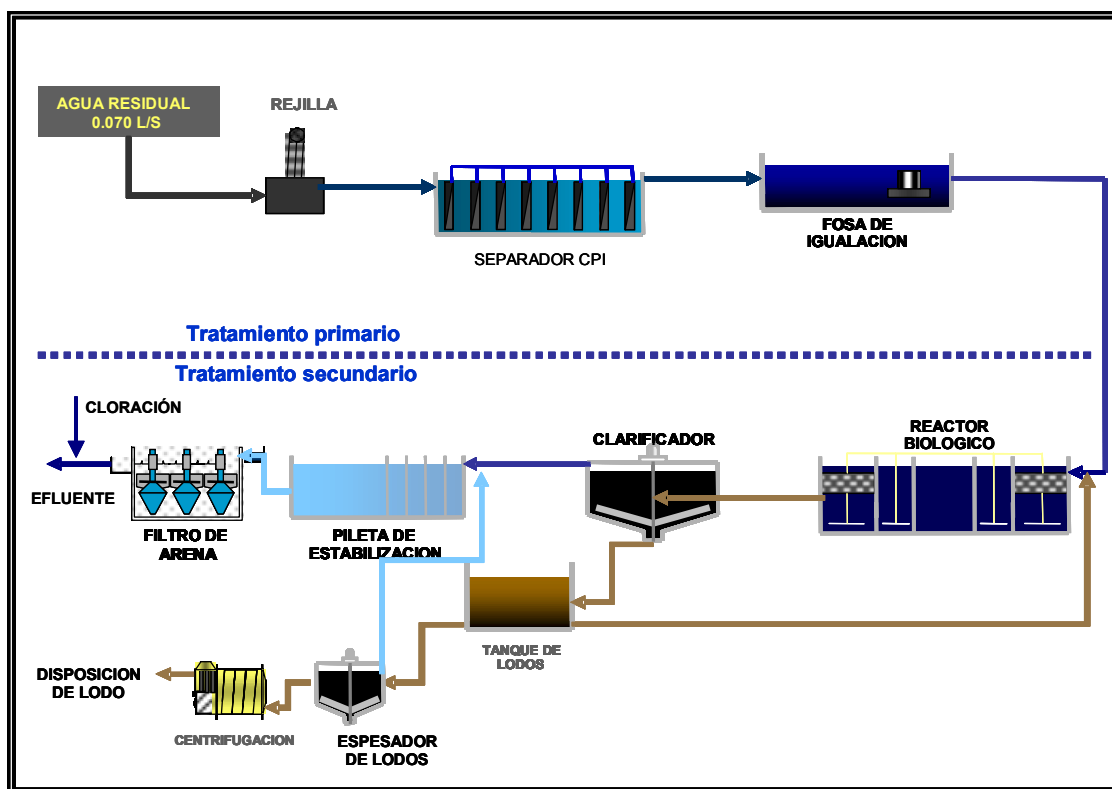 AGUA RESIDUAL
0.070 L/S
REJILLA
SEPARADOR CPI
FOSA DE
IGUALACION
Tratamiento primario
Tratamiento secundario
CLORACIÓN
EFLUENTE
FILTRO DE
ARENA
PILETA DE
ESTABILIZACION
CLARIFICADOR
REACTOR
BIOLOGICO
TANQUE DE
LODOS
DISPOSICION
DE LODO
CENTRIFUGACION
ESPESADOR
DE LODOS